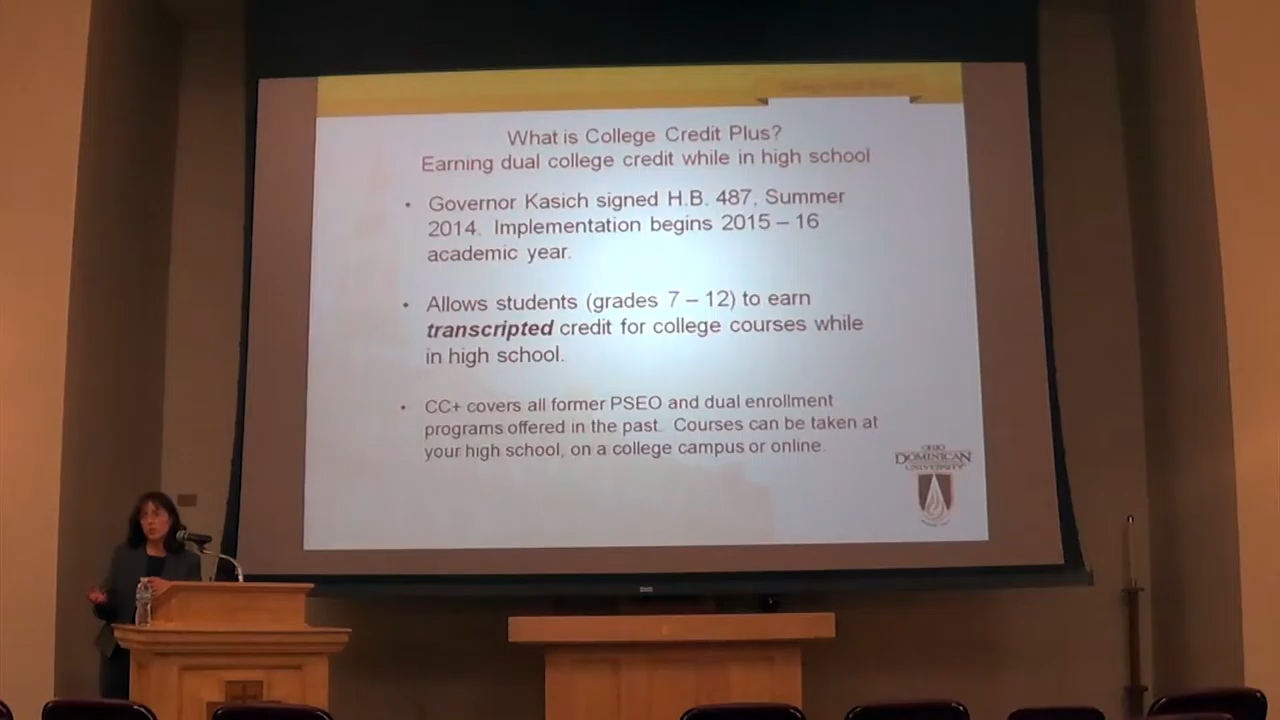 What is College Credit Plus?
Earning dual college credit while in high school
• Governor Kasich signed H.B. 487, Summer
2014. Implementation begins 2015 – 16
academic year.
• Allows students (grades 7 – 12) to earn
transcripted credit for college courses while
in high school.
• CC+ covers all former PSEO and dual enrollment
programs offered in the past. Courses can be taken at
your high school, on a college campus or online.
OHIO
DOMINICAN
UNIVERSITY